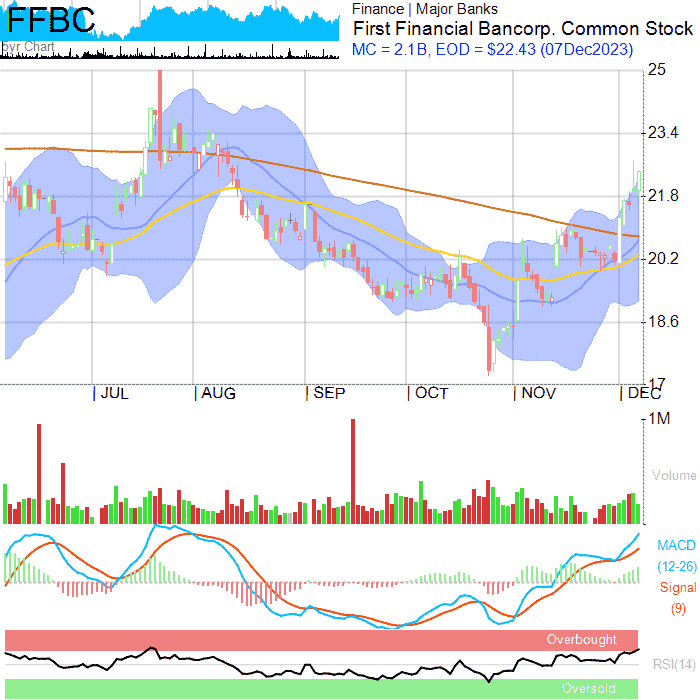 FFBC
5yr Chart
Finance | Major Banks
First Financial Bancorp. Common Stock
MC = 2.1B, EOD = $22.43 (07Dec2023)
25
23.4
21.8
20.2
18.6
17
JUL AUG SEP OCT NOV DEC
1M
Volume
MACD
(12-26)
Signal
(9)
Overbought
RSI(14)
Oversold